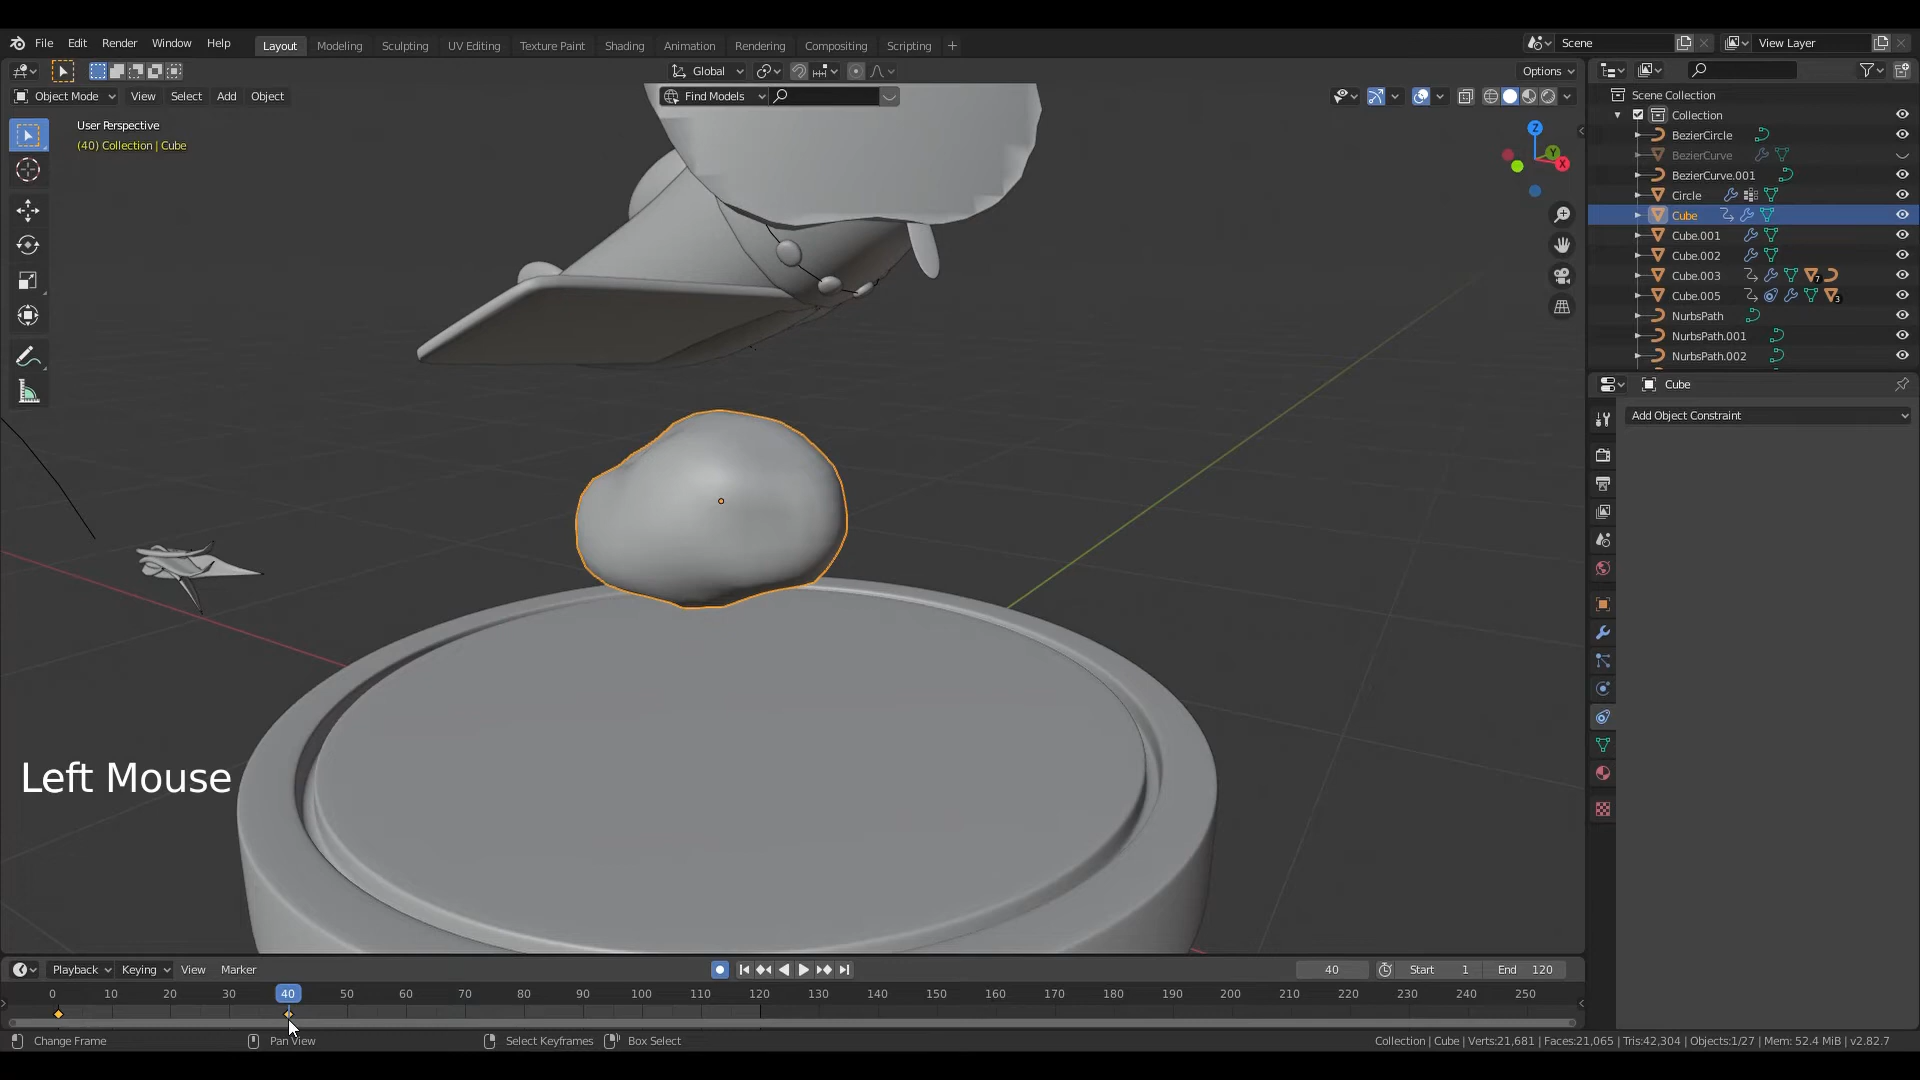 File Edit Render Window Help Layout Modeling Sculpting UV Editing Texture Paint Shading Animation Rendering Compositing Scripting + Scene View Layer
Global Options
Object Mode View Select Add Object Find Models
User Perspective
(40) Collection | Cube
Z
Y
X
Scene Collection
Collection
BezierCircle
BezierCurve
BezierCurve.001
Circle
Cube
Cube.001
Cube.002
Cube.003 7
Cube.005 3
NurbsPath
NurbsPath.001
NurbsPath.002
Cube
Add Object Constraint
Left Mouse
Playback Keying View Marker 40 Start 1 End 120
0 10 20 30 40 50 60 70 80 90 100 110 120 130 140 150 160 170 180 190 200 210 220 230 240 250
Change Frame Pan View Select Keyframes Box Select Collection | Cube | Verts:21,681 | Faces:21,065 | Tris:42,304 | Objects:1/27 | Mem: 52.4 MiB | v2.82.7